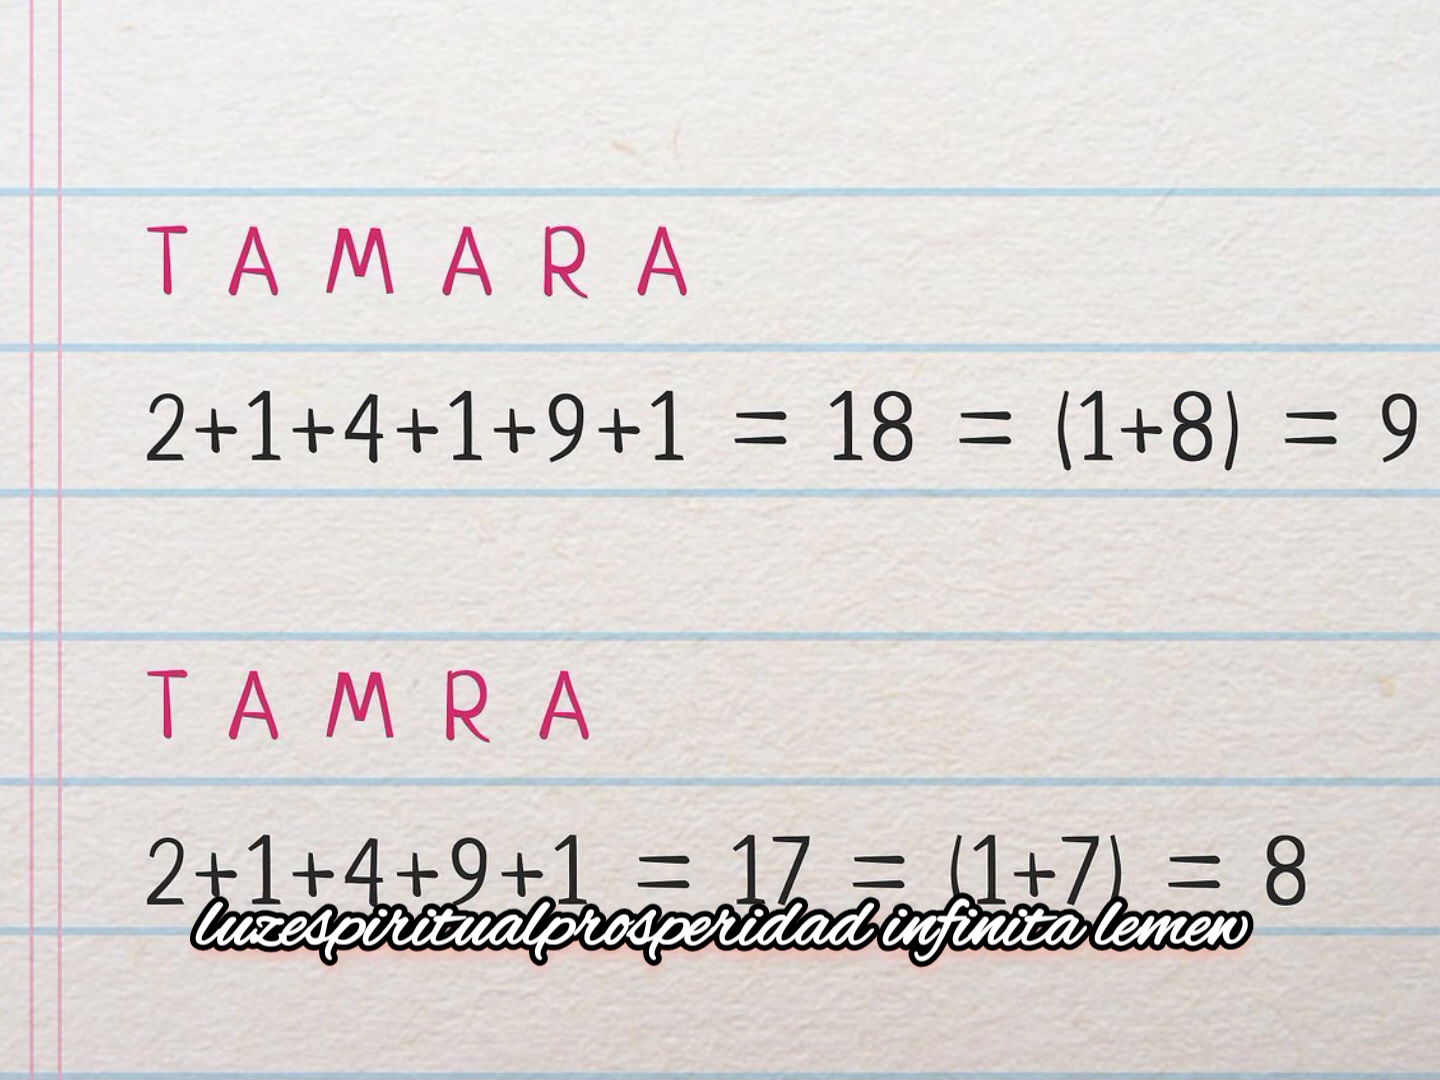 T A M A R A
2+1+4+1+9+1 = 18 = (1+8) = 9
T A M R A
2+1+4+9+1 = 17 = (1+7) = 8
luzespiritualprosperidad infinita lemew